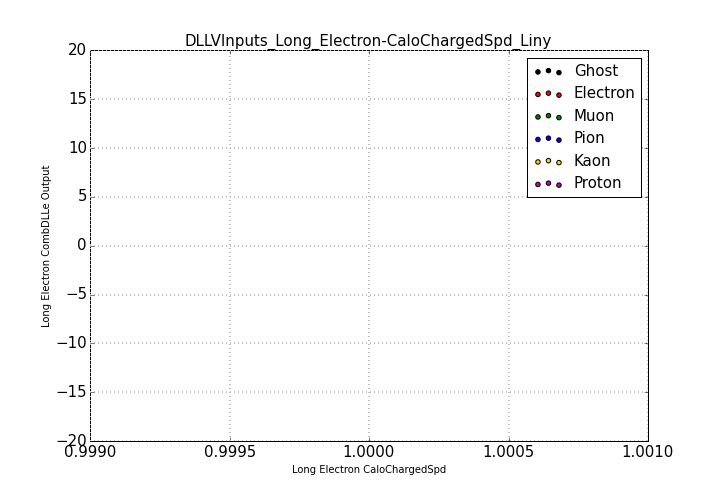 DLLVInputs_Long_Electron-CaloChargedSpd_Liny
20
15
10
5
0
−5
−10
−15
−20
Long Electron CombDLLe Output
Ghost
Electron
Muon
Pion
Kaon
Proton
0.9990 0.9995 1.0000 1.0005 1.0010
Long Electron CaloChargedSpd